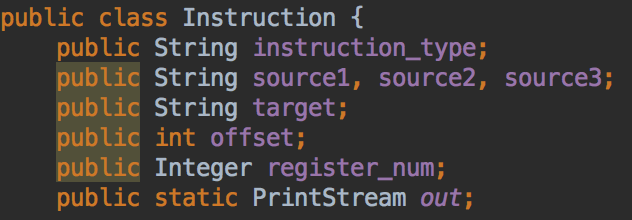 public class Instruction {
public String instruction_type;
public String source1, source2, source3;
public String target;
public int offset;
public Integer register_num;
public static PrintStream out;